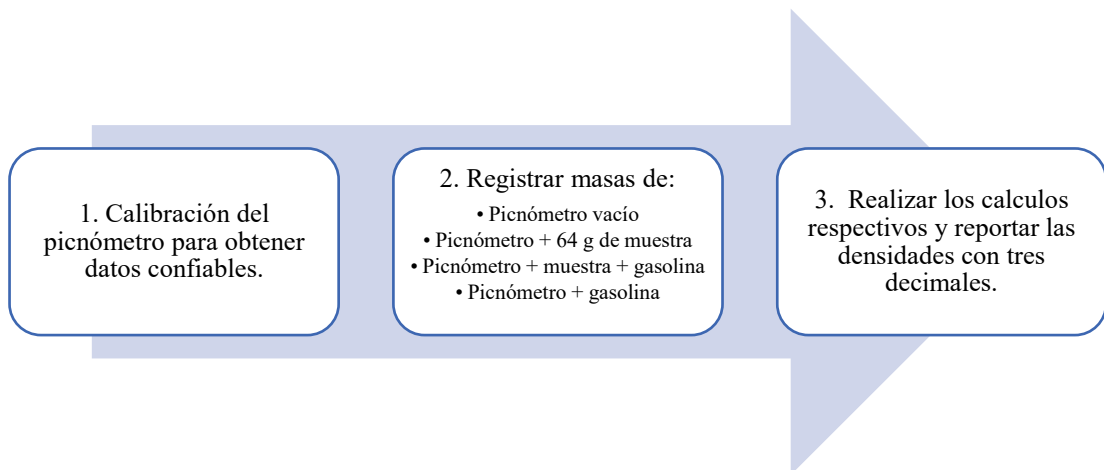 1. Calibración del
picnómetro para obtener
datos confiables.
2. Registrar masas de:
• Picnómetro vacío
• Picnómetro + 64 g de muestra
• Picnómetro + muestra + gasolina
• Picnómetro + gasolina
3. Realizar los calculos
respectivos y reportar las
densidades con tres
decimales.